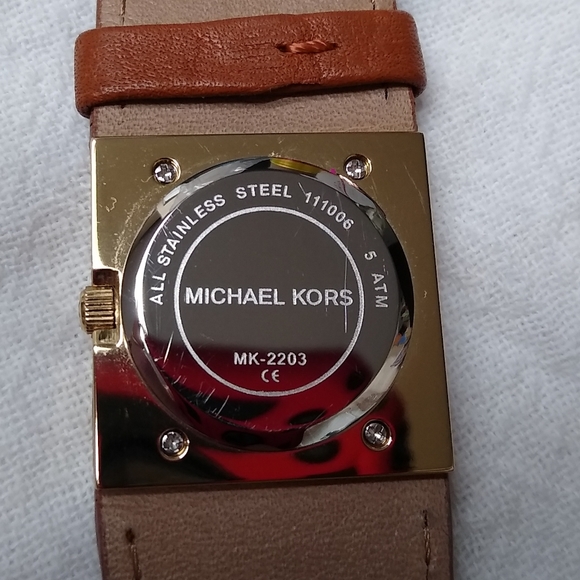 ALL STAINLESS STEEL 111006 5 ATM
MICHAEL KORS
MK-2203
CE